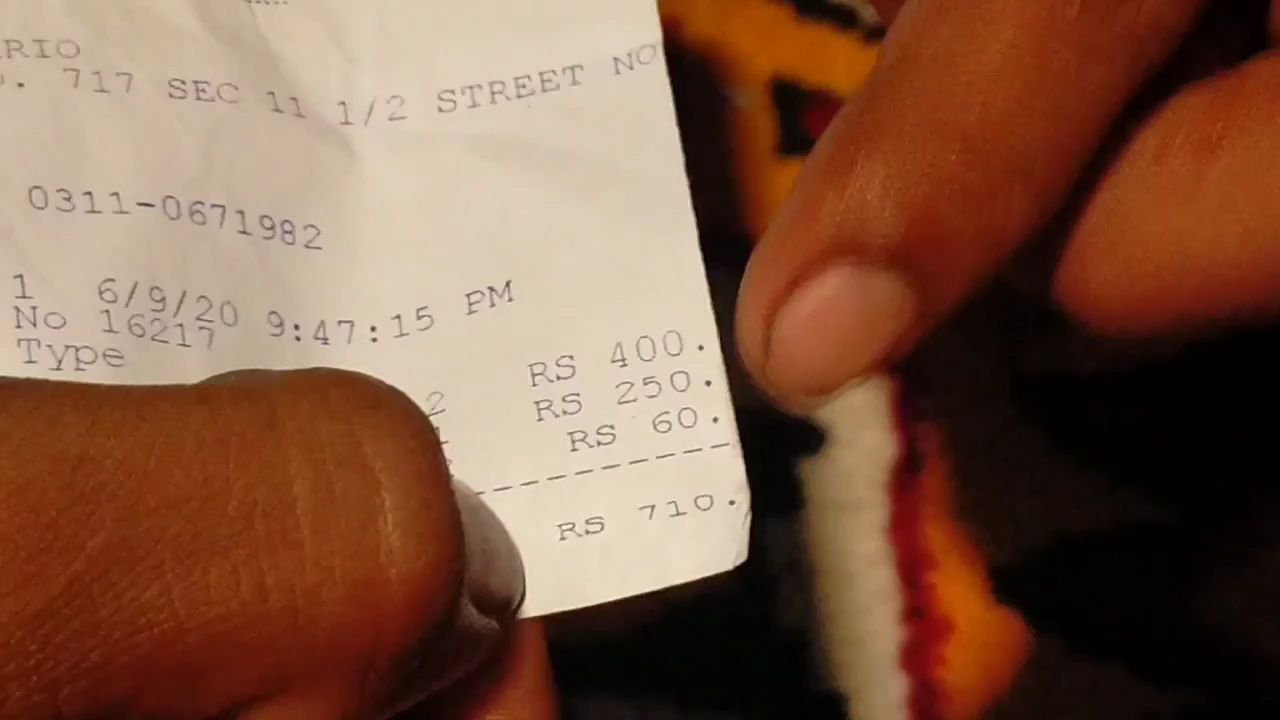 RIO
. 717 SEC 11 1/2 STREET NO
0311-0671982
1 6/9/20 9:47:15 PM
No 16217
Type
2 RS 400.
RS 250.
RS 60.
RS 710.